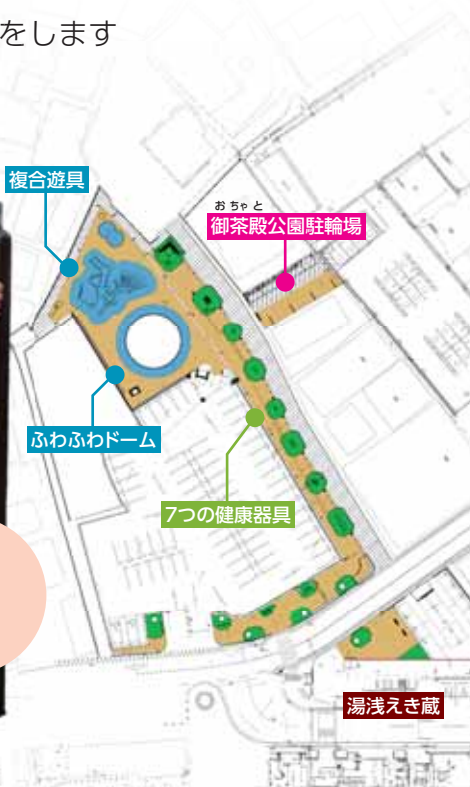 をします
複合遊具
おちゃと
御茶殿公園駐輪場
ふわふわドーム
7つの健康器具
湯浅えき蔵